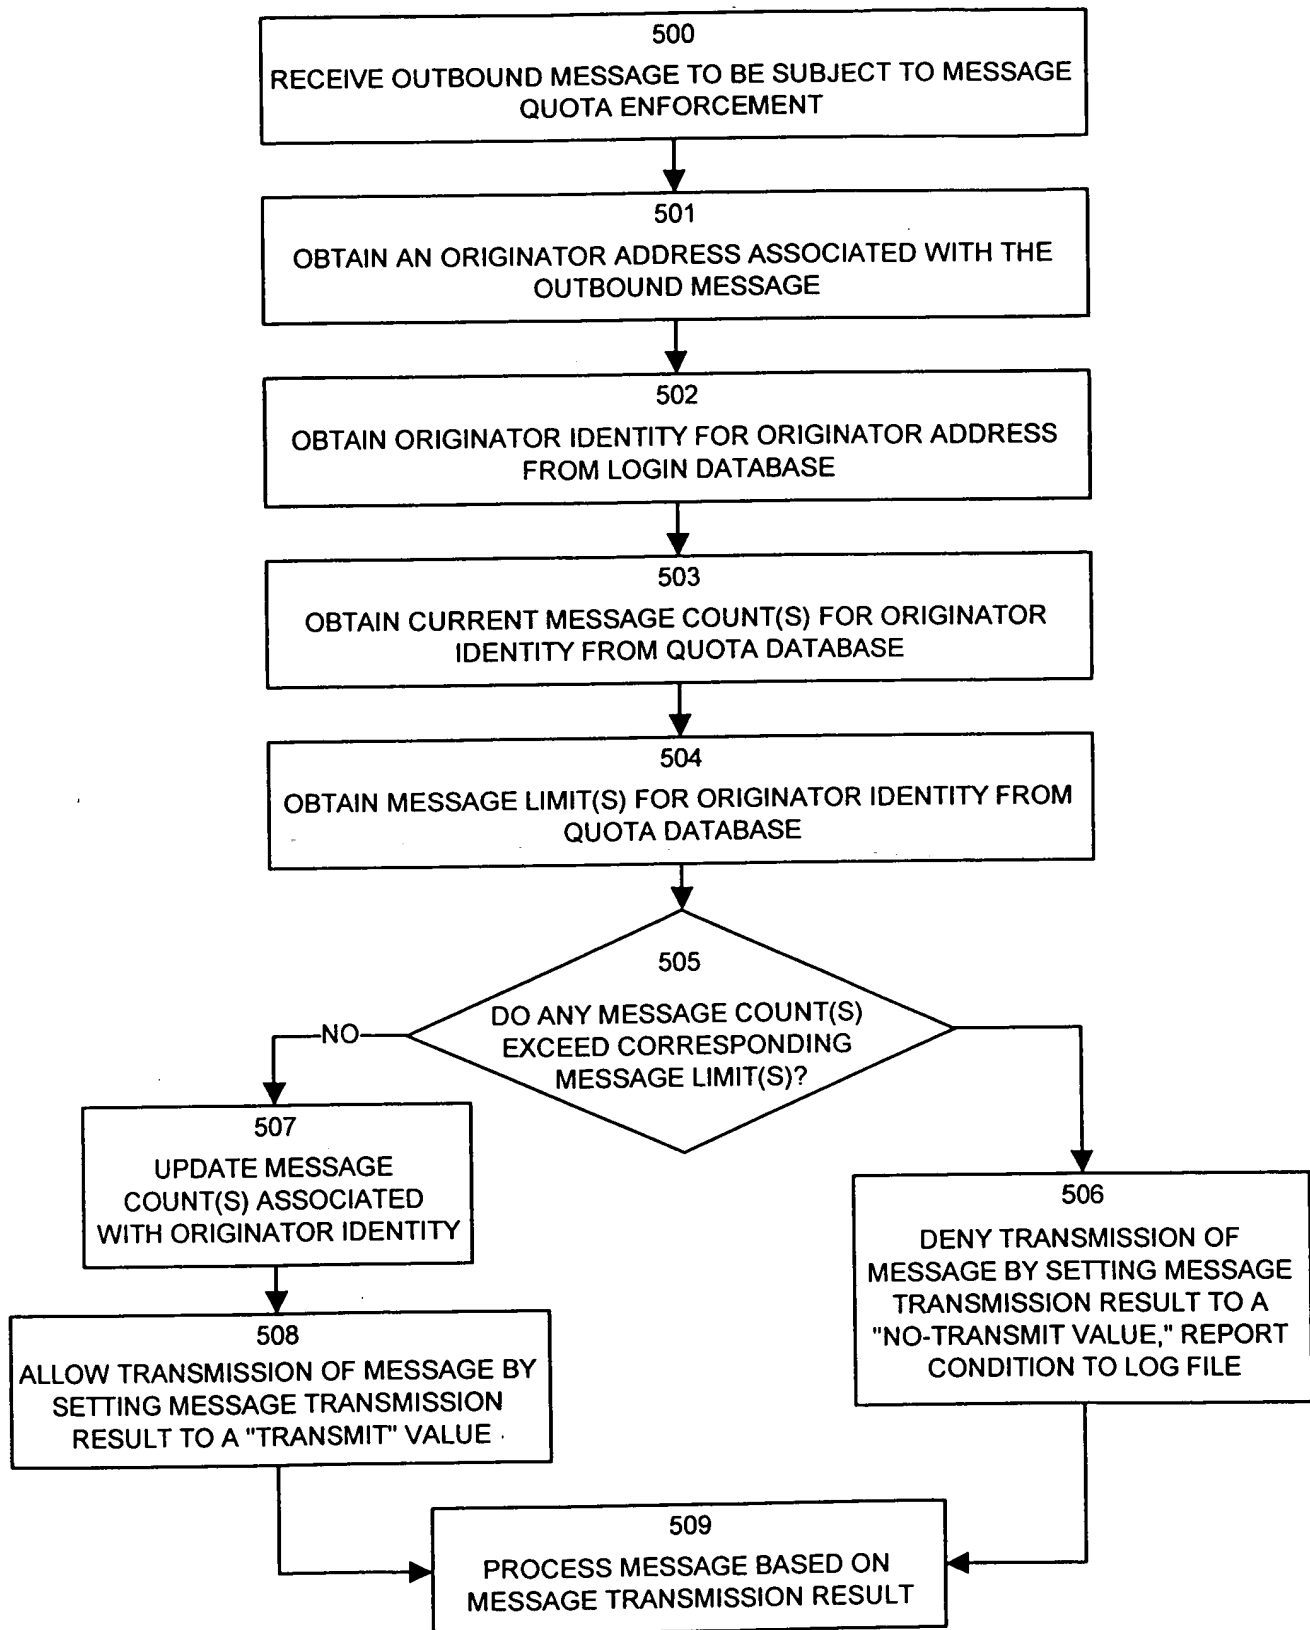 500
RECEIVE OUTBOUND MESSAGE TO BE SUBJECT TO MESSAGE
QUOTA ENFORCEMENT
501
OBTAIN AN ORIGINATOR ADDRESS ASSOCIATED WITH THE
OUTBOUND MESSAGE
502
OBTAIN ORIGINATOR IDENTITY FOR ORIGINATOR ADDRESS
FROM LOGIN DATABASE
503
OBTAIN CURRENT MESSAGE COUNT(S) FOR ORIGINATOR
IDENTITY FROM QUOTA DATABASE
504
OBTAIN MESSAGE LIMIT(S) FOR ORIGINATOR IDENTITY FROM
QUOTA DATABASE
505
DO ANY MESSAGE COUNT(S)
EXCEED CORRESPONDING
MESSAGE LIMIT(S)?
NO
507
UPDATE MESSAGE
COUNT(S) ASSOCIATED
WITH ORIGINATOR IDENTITY
506
DENY TRANSMISSION OF
MESSAGE BY SETTING MESSAGE
TRANSMISSION RESULT TO A
"NO-TRANSMIT VALUE," REPORT
CONDITION TO LOG FILE
508
ALLOW TRANSMISSION OF MESSAGE BY
SETTING MESSAGE TRANSMISSION
RESULT TO A "TRANSMIT" VALUE
509
PROCESS MESSAGE BASED ON
MESSAGE TRANSMISSION RESULT